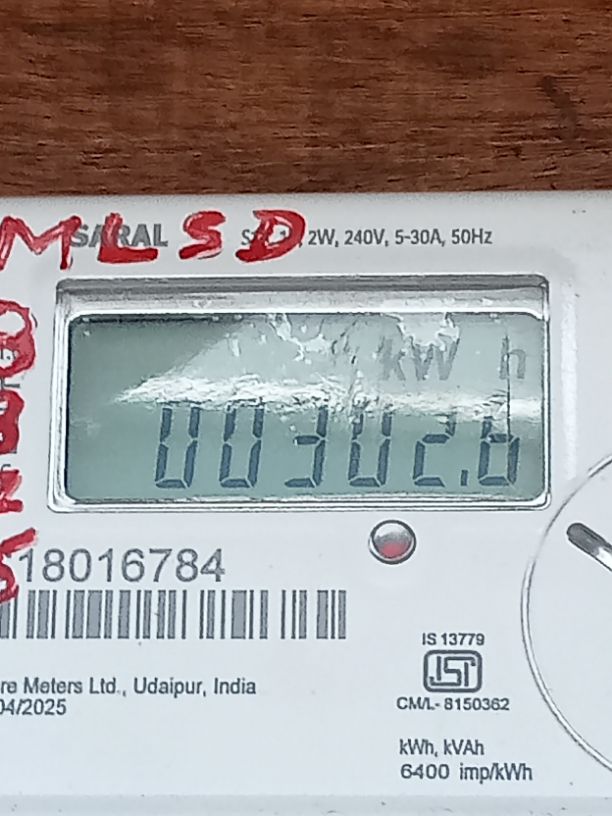 MLSD
SARAL
2W, 240V, 5-30A, 50Hz
kW h
00302.6
18016784
re Meters Ltd., Udaipur, India
04/2025
IS 13779
ISI
CM/L- 8150362
kWh, kVAh
6400 imp/kWh